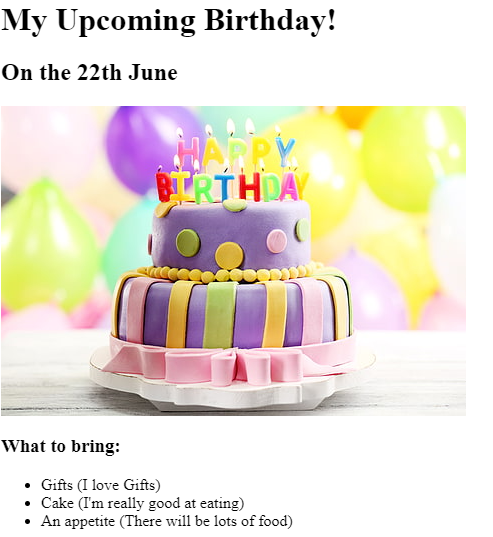 My Upcoming Birthday!
On the 22th June
HAPPY
BIRTHDAY
What to bring:
Gifts (I love Gifts)
Cake (I'm really good at eating)
An appetite (There will be lots of food)